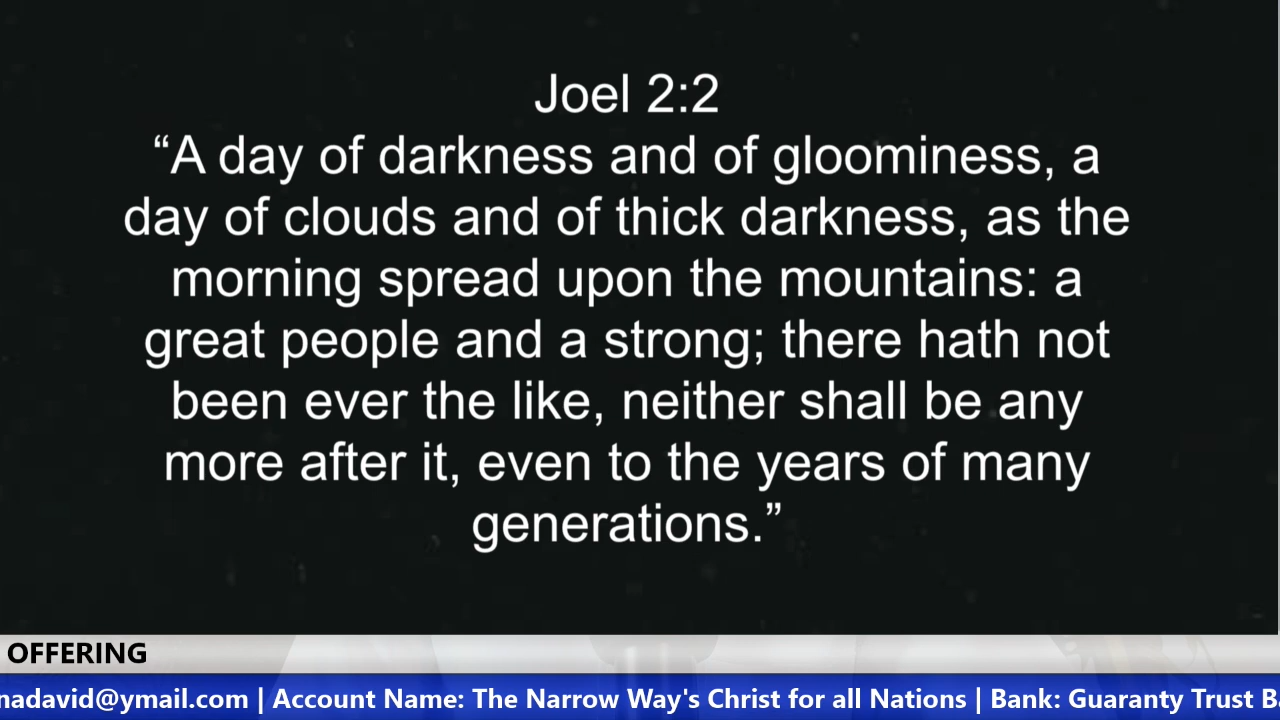 Joel 2:2
“A day of darkness and of gloominess, a
day of clouds and of thick darkness, as the
morning spread upon the mountains: a
great people and a strong; there hath not
been ever the like, neither shall be any
more after it, even to the years of many
generations.”
OFFERING
nadavid@ymail.com | Account Name: The Narrow Way's Christ for all Nations | Bank: Guaranty Trust B